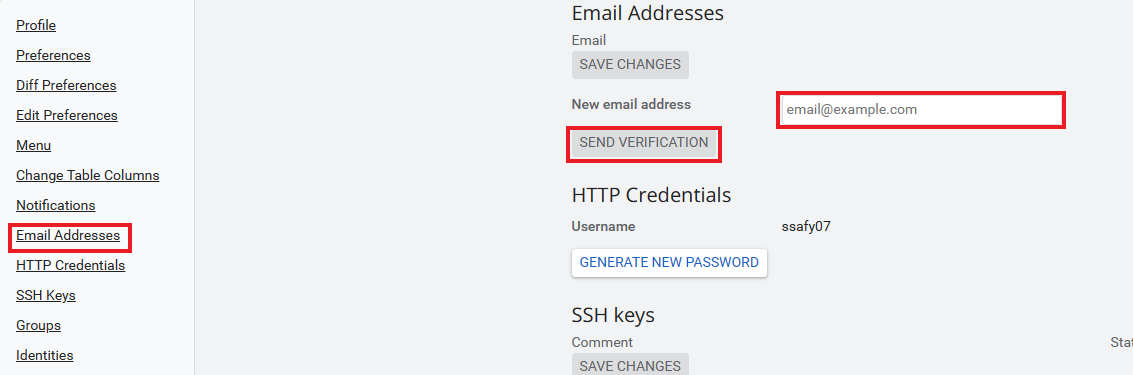 Profile
Preferences
Diff Preferences
Edit Preferences
Menu
Change Table Columns
Notifications
Email Addresses
HTTP Credentials
SSH Keys
Groups
Identities
Email Addresses
Email
SAVE CHANGES
New email address
email@example.com
SEND VERIFICATION
HTTP Credentials
Username ssafy07
GENERATE NEW PASSWORD
SSH keys
Comment Stat
SAVE CHANGES